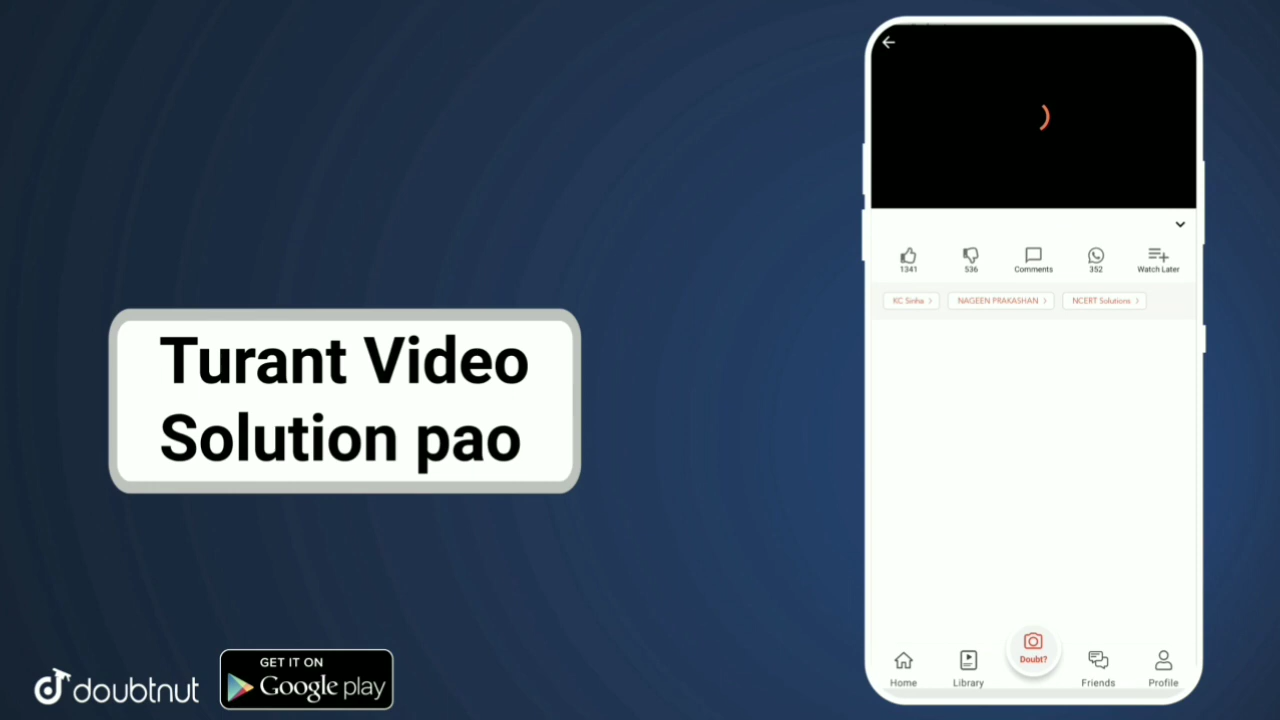 Turant Video
Solution pao
doubtnut
GET IT ON
Google play
1341
536
Comments
352
Watch Later
KC Sinha
NAGEEN PRAKASHAN
NCERT Solutions
Home
Library
Doubt?
Friends
Profile